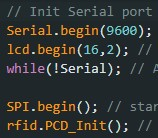 // Init Serial port
Serial.begin(9600);
lcd.begin(16,2); //
while(!Serial); //
SPI.begin(); // star
rfid.PCD_Init(); //